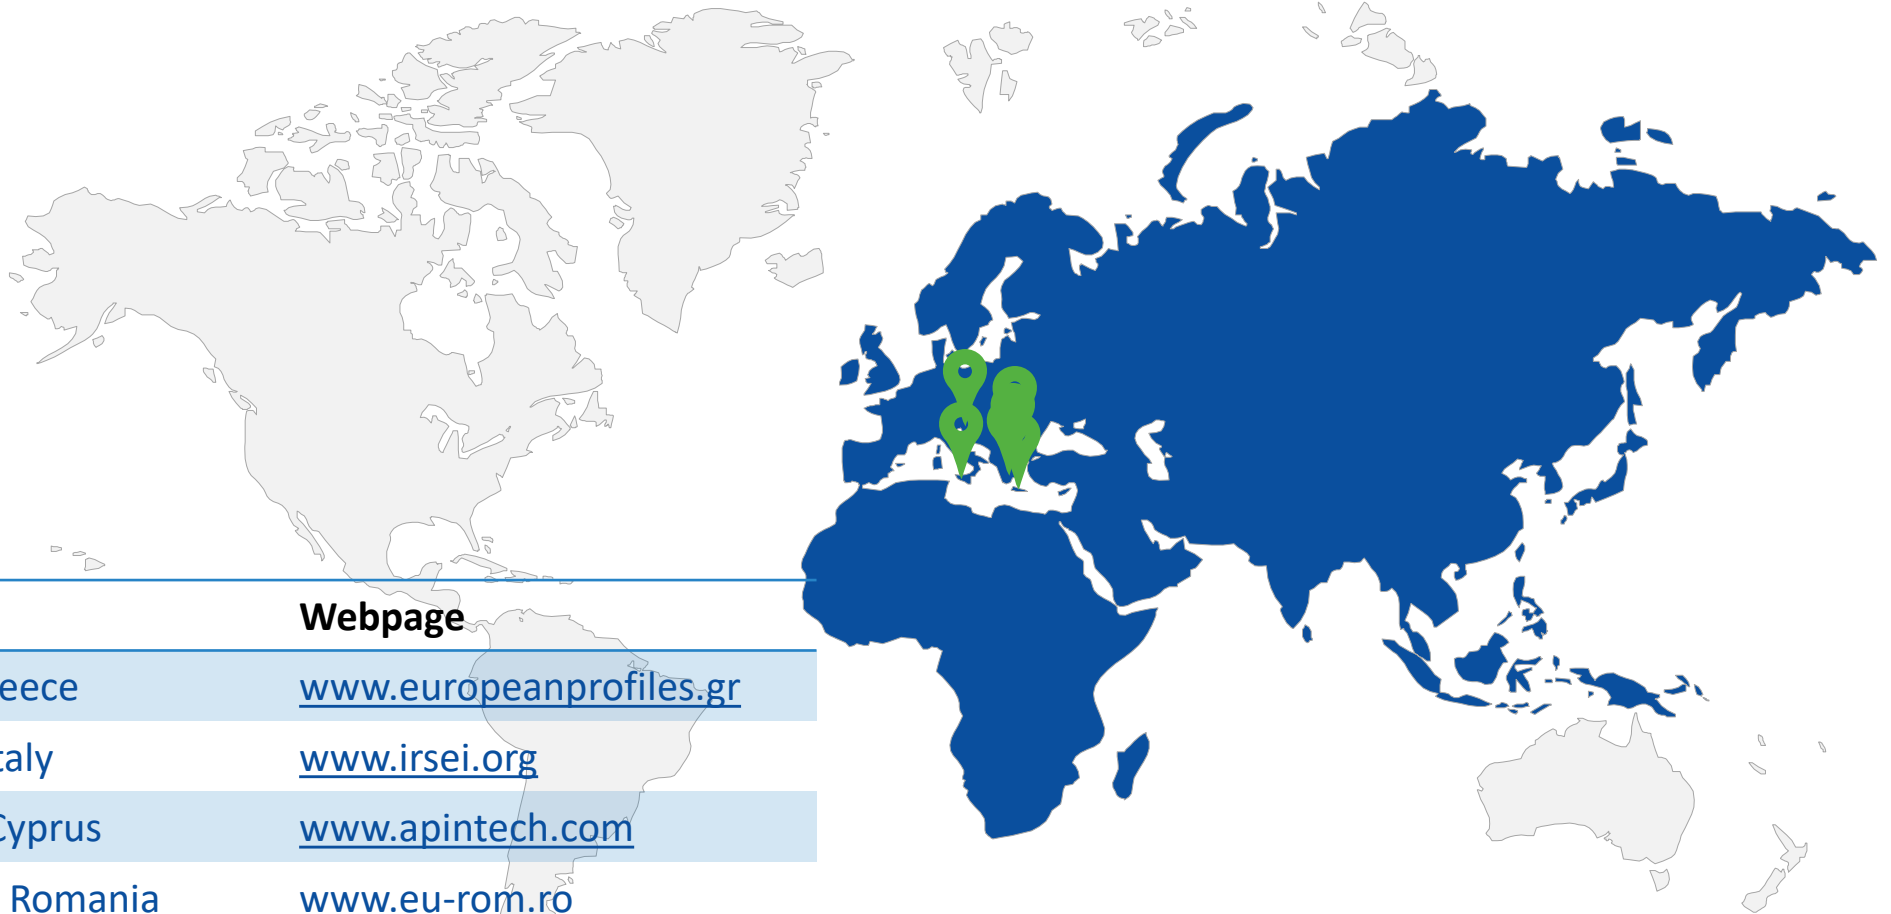 Webpage
eece www.europeanprofiles.gr
taly www.irsei.org
Cyprus www.apintech.com
Romania www.eu-rom.ro